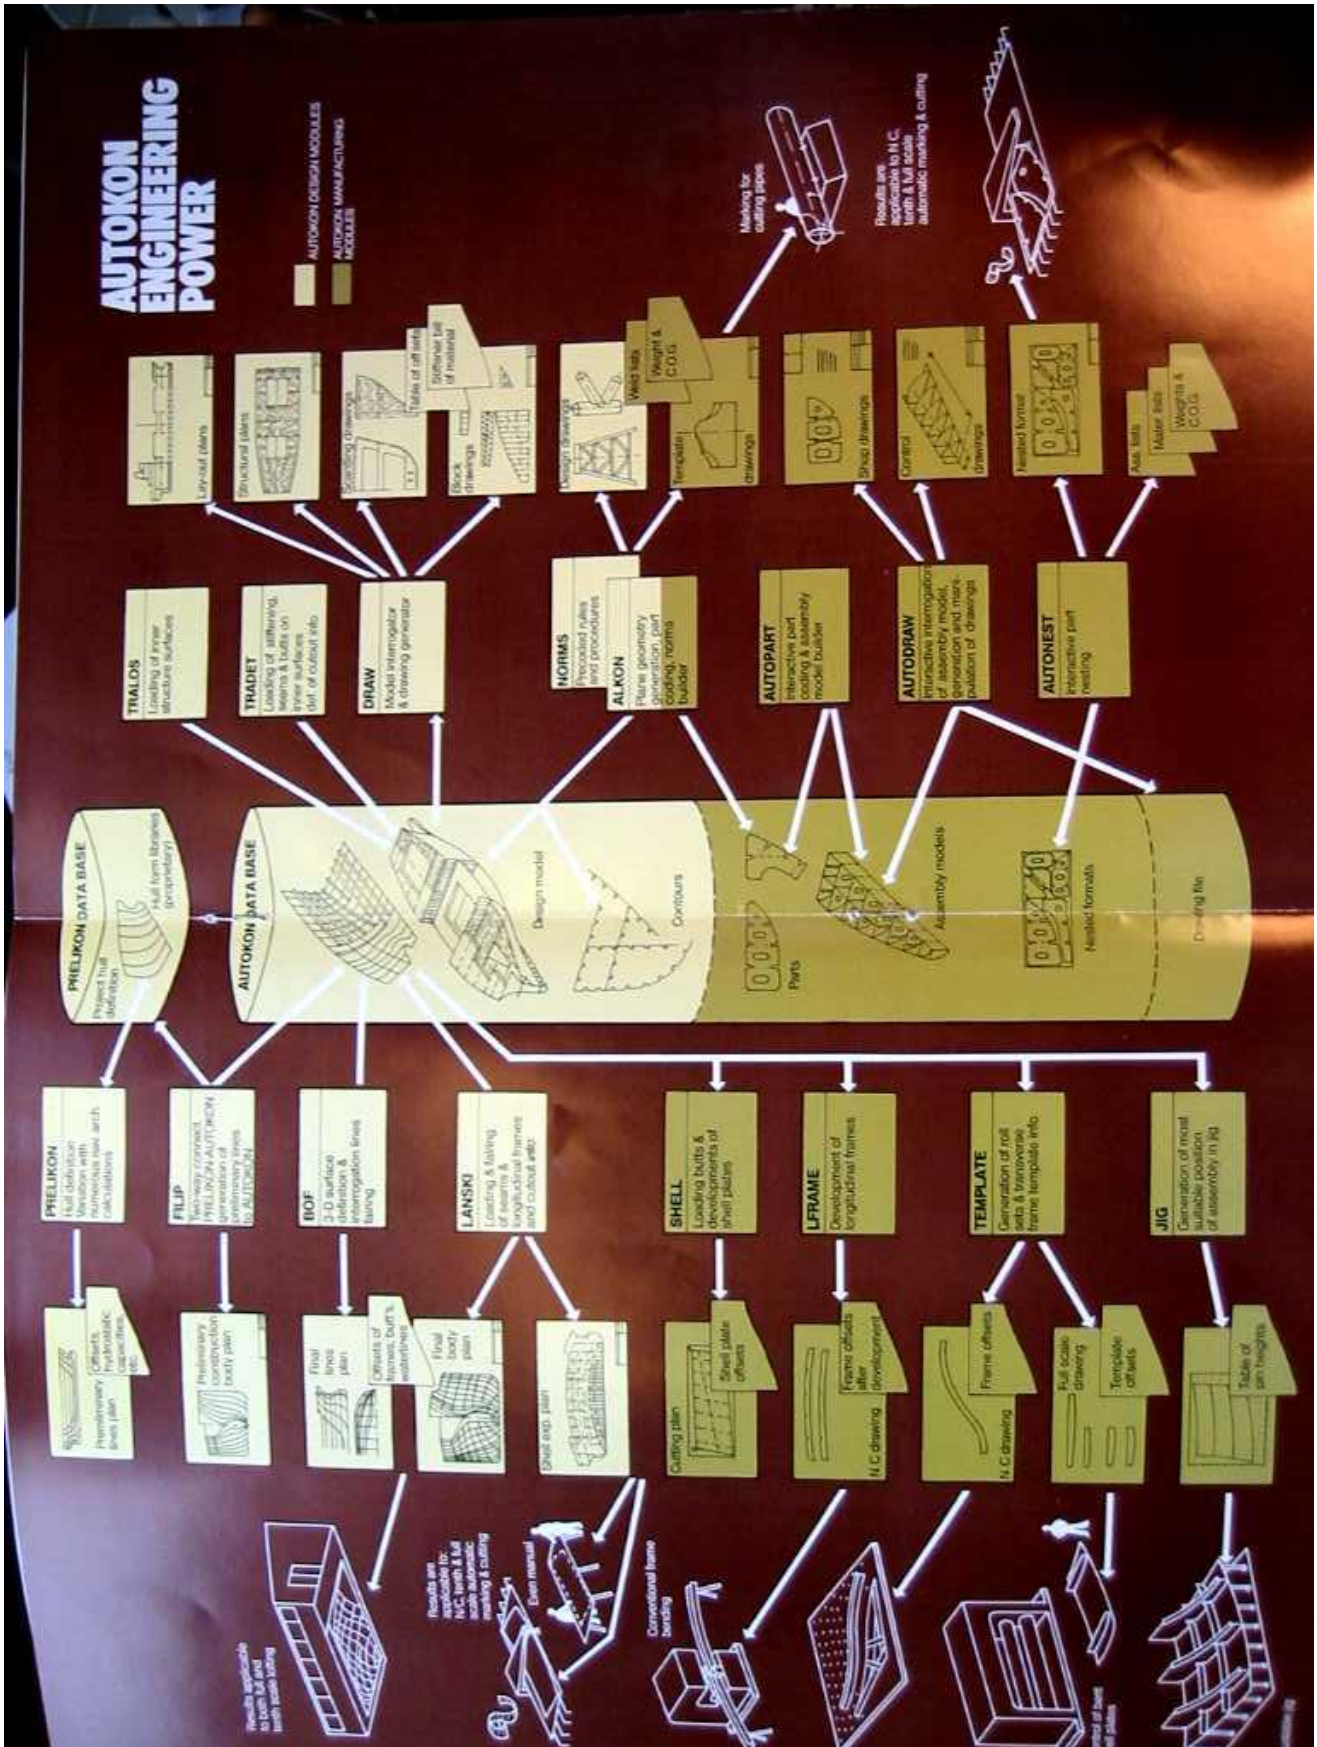 AUTOKON
ENGINEERING
POWER
AUTOKON DESIGN MODULES
AUTOKON MANUFACTURING
MODULES
Lay-out plans
Structural plans
Scantling drawings
Table of off sets
Stiffener bill
of material
Block
drawings
Design drawings
Weld lists
Weight &
C.O.G.
Template
drawings
Shop drawings
Control
drawings
Nested format
Ass. lists
Mater. lists
Weights &
C.O.G.
Marking for
cutting pipes
Results are
applicable to N.C.
tenth & full scale
automatic marking & cutting
TRALOS
Loading of inner
structure surfaces
TRADET
Loading of stiffening,
seams & butts on
inner surfaces
def. of cutout info
DRAW
Model interrogator
& drawing generator
NORMS
Precoded rules
and procedures
ALKON
Plane geometry
generation, part
coding, norms
builder
AUTOPART
Interactive part
coding & assembly
model builder
AUTODRAW
Interactive interrogation
of assembly model,
generation and mani-
pulation of drawings
AUTONEST
Interactive part
nesting
PRELIKON DATA BASE
Project hull
definition
Hull form libraries
(proprietary)
AUTOKON DATA BASE
Design model
Contours
Parts
Assembly models
Nested formats
Drawing file
PRELIKON
Hull definition
Variation with
numerous nav. arch.
calculations
FILIP
Two-way connect.
PRELIKON-AUTOKON
generation of
preliminary lines
to AUTOKON
BOF
3-D surface
definition &
interrogation lines
fairing
LANSKI
Loading & fairing
of seams &
longitudinal frames
and cutout info
SHELL
Loading butts &
developments of
shell plates
LFRAME
Development of
longitudinal frames
TEMPLATE
Generation of roll
sets & transverse
frame template info
JIG
Generation of most
suitable position
of assembly in jig
Preliminary
lines plan
Offsets,
hydrostatic
capacities,
etc.
Preliminary
construction
body plan
Final
lines
plan
Offsets of
frames, butt's,
waterlines
Final
body
plan
Shell exp. plan
Cutting plan
Shell plate
offsets
N.C drawing
Frame offsets
after
development
N.C drawing
Frame offsets
Full scale
drawing
Template
offsets
Table of
pin heights
Results applicable
to both full and
tenth scale lofting
Results are
applicable to:
N/C, tenth & full
scale automatic
marking & cutting
Even manual
Conventional frame
bending